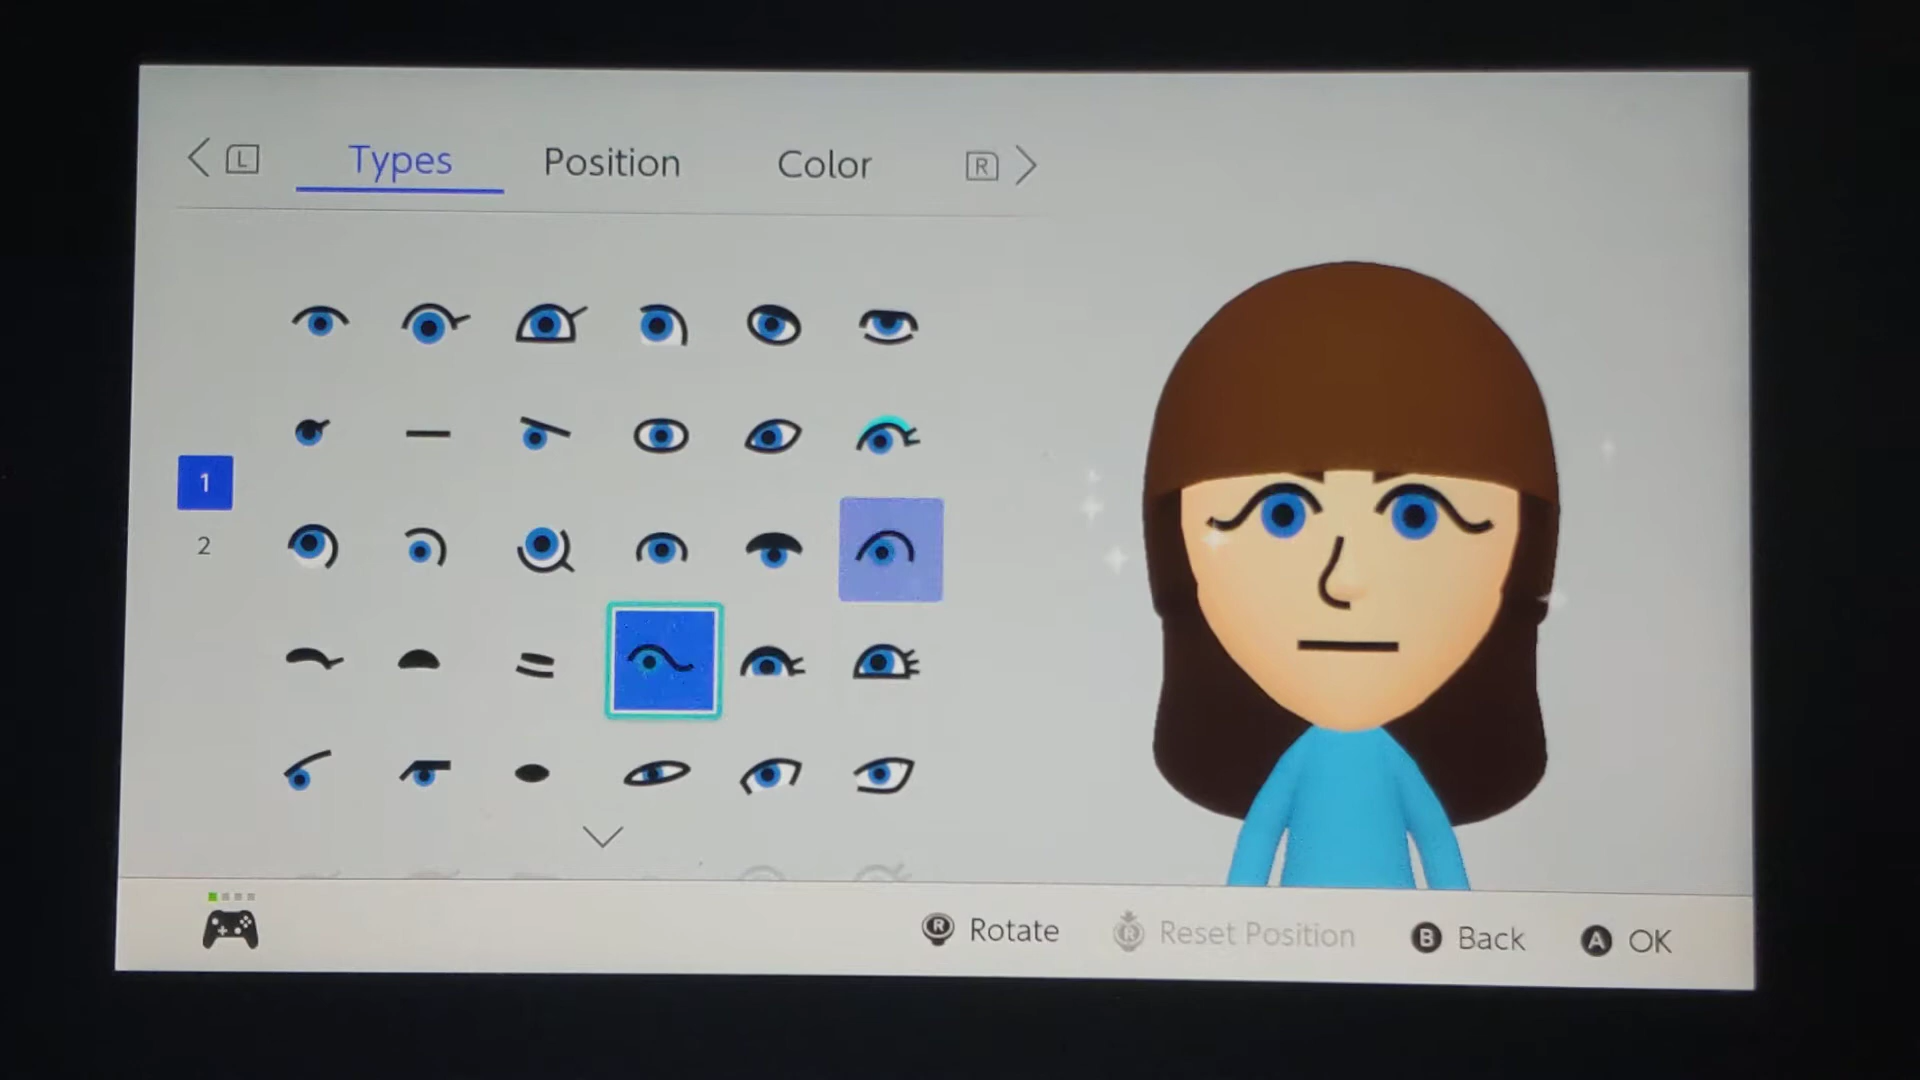 L Types Position Color R
1
2
R Rotate R Reset Position B Back A OK